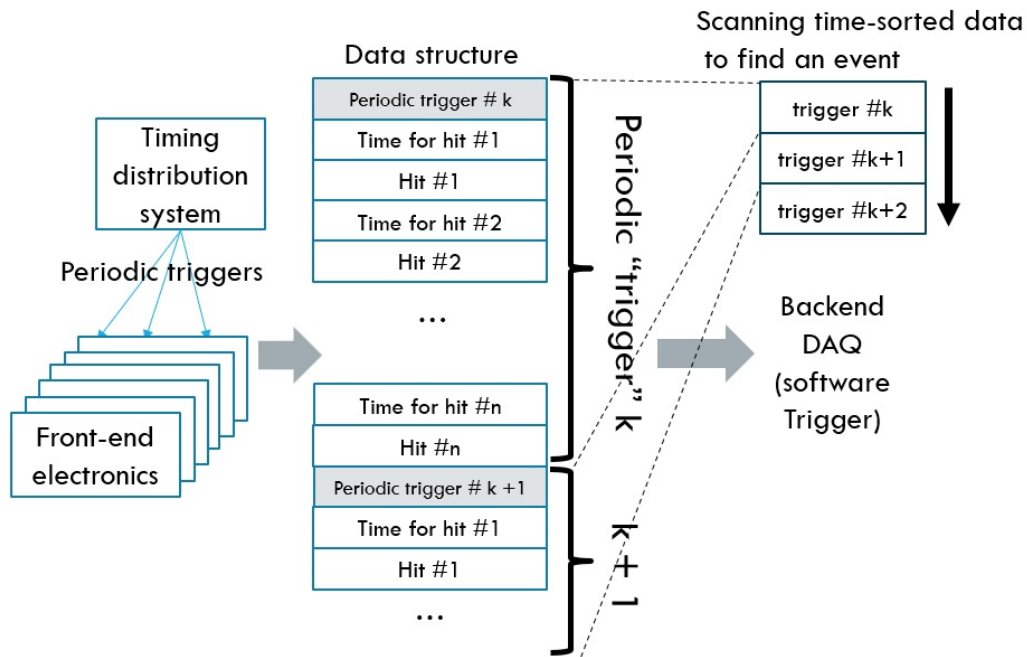 Scanning time-sorted data
to find an event
Data structure
Periodic trigger # k
Time for hit #1
Hit #1
Time for hit #2
Hit #2
...
Time for hit #n
Hit #n
Periodic trigger # k +1
Time for hit #1
Hit #1
...
Timing
distribution
system
Periodic triggers
Front-end
electronics
Periodic “trigger” k
k + 1
trigger #k
trigger #k+1
trigger #k+2
Backend
DAQ
(software
Trigger)